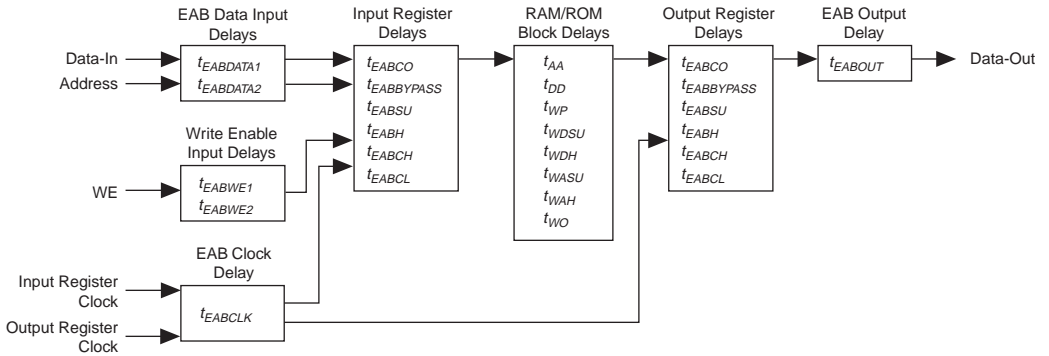 EAB Data Input
Delays
Input Register
Delays
RAM/ROM
Block Delays
Output Register
Delays
EAB Output
Delay
Data-In
Address
tEABDATA1
tEABDATA2
tEABCO
tEABBYPASS
tEABSU
tEABH
tEABCH
tEABCL
tAA
tDD
tWP
tWDSU
tWDH
tWASU
tWAH
tWO
tEABCO
tEABBYPASS
tEABSU
tEABH
tEABCH
tEABCL
tEABOUT
Data-Out
Write Enable
Input Delays
WE
tEABWE1
tEABWE2
EAB Clock
Delay
Input Register
Clock
Output Register
Clock
tEABCLK